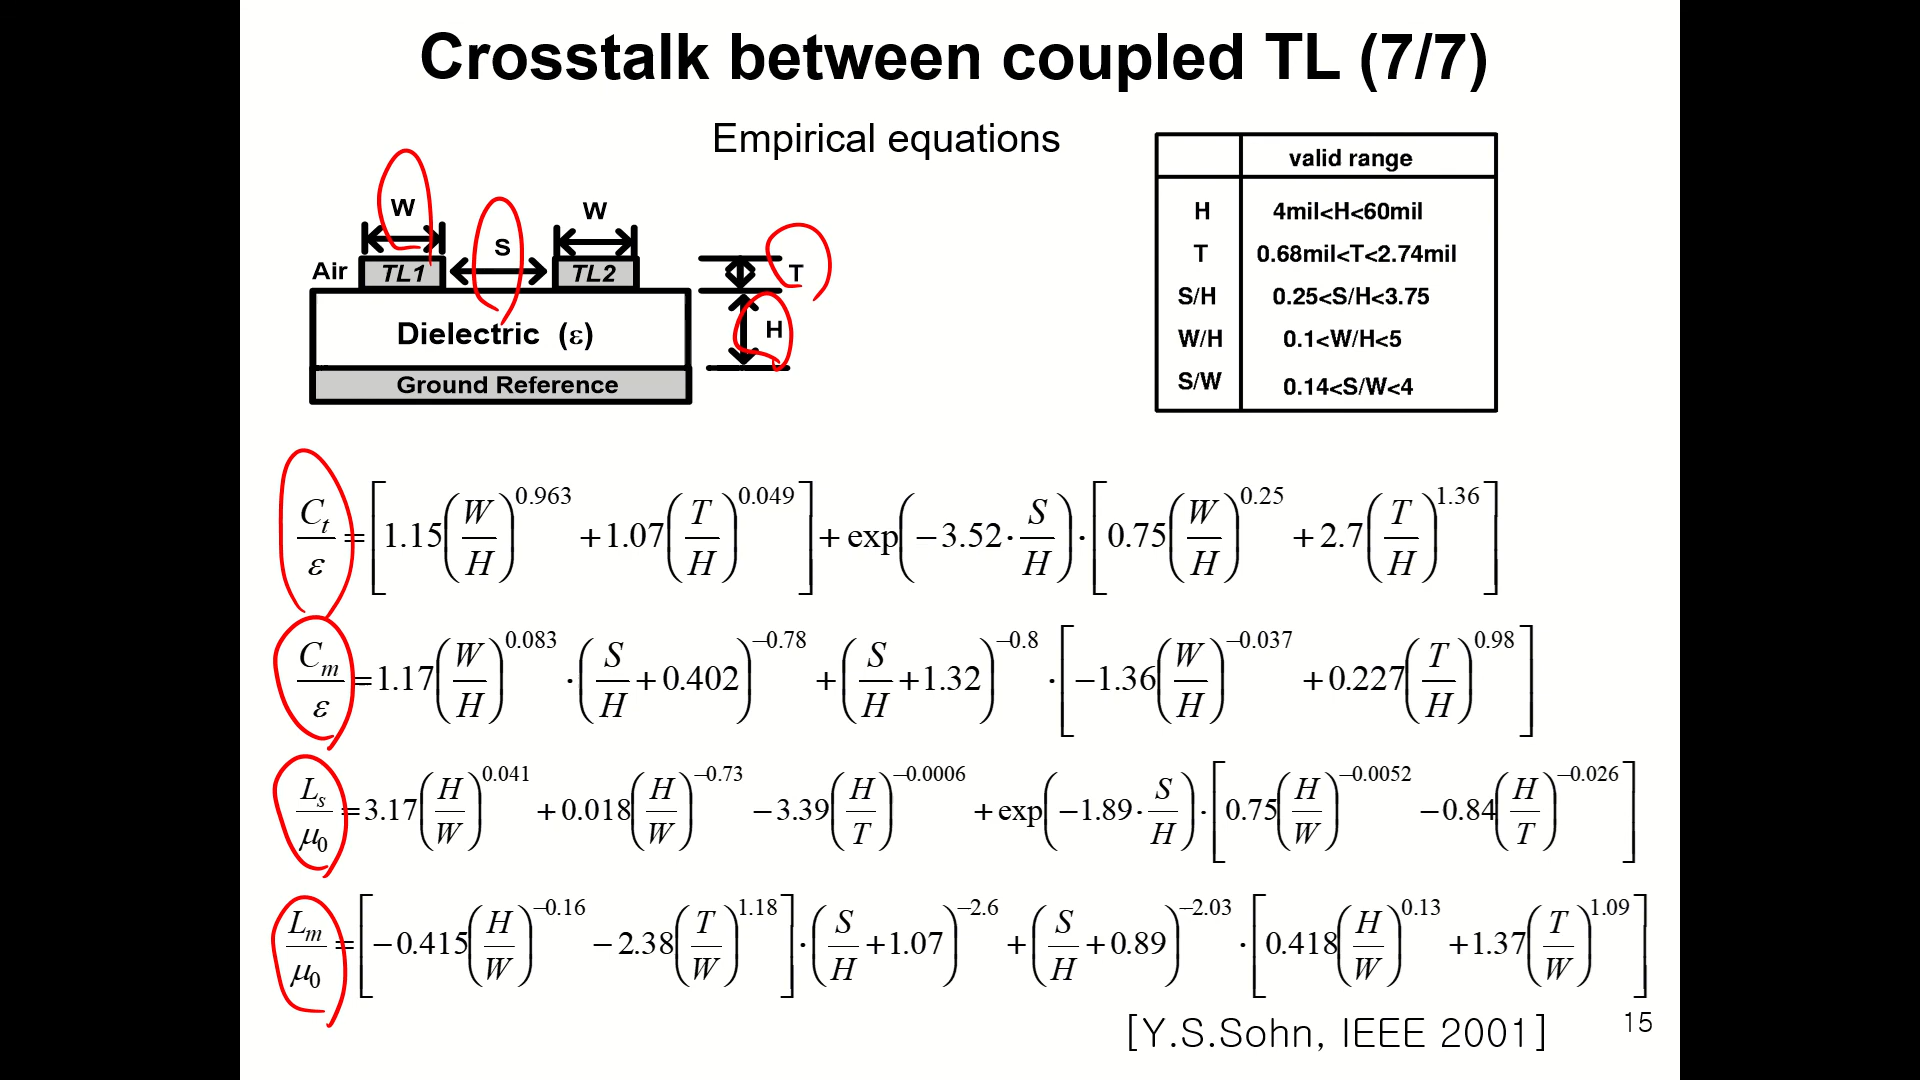 Crosstalk between coupled TL (7/7)
Empirical equations
W
W
S
Air
TL1
TL2
T
Dielectric (ε)
H
Ground Reference
valid range
H 4mil<H<60mil
T 0.68mil<T<2.74mil
S/H 0.25<S/H<3.75
W/H 0.1<W/H<5
S/W 0.14<S/W<4
C_t/ε = [1.15(W/H)^0.963 + 1.07(T/H)^0.049] + exp(−3.52·S/H)·[0.75(W/H)^0.25 + 2.7(T/H)^1.36]
C_m/ε = 1.17(W/H)^0.083 ·(S/H + 0.402)^−0.78 + (S/H + 1.32)^−0.8 ·[−1.36(W/H)^−0.037 + 0.227(T/H)^0.98]
L_s/μ_0 = 3.17(H/W)^0.041 + 0.018(H/W)^−0.73 − 3.39(H/T)^−0.0006 + exp(−1.89·S/H)·[0.75(H/W)^−0.0052 − 0.84(H/T)^−0.026]
L_m/μ_0 = [−0.415(H/W)^−0.16 − 2.38(T/W)^1.18]·(S/H + 1.07)^−2.6 + (S/H + 0.89)^−2.03 ·[0.418(H/W)^0.13 + 1.37(T/W)^1.09]
[Y.S.Sohn, IEEE 2001]
15